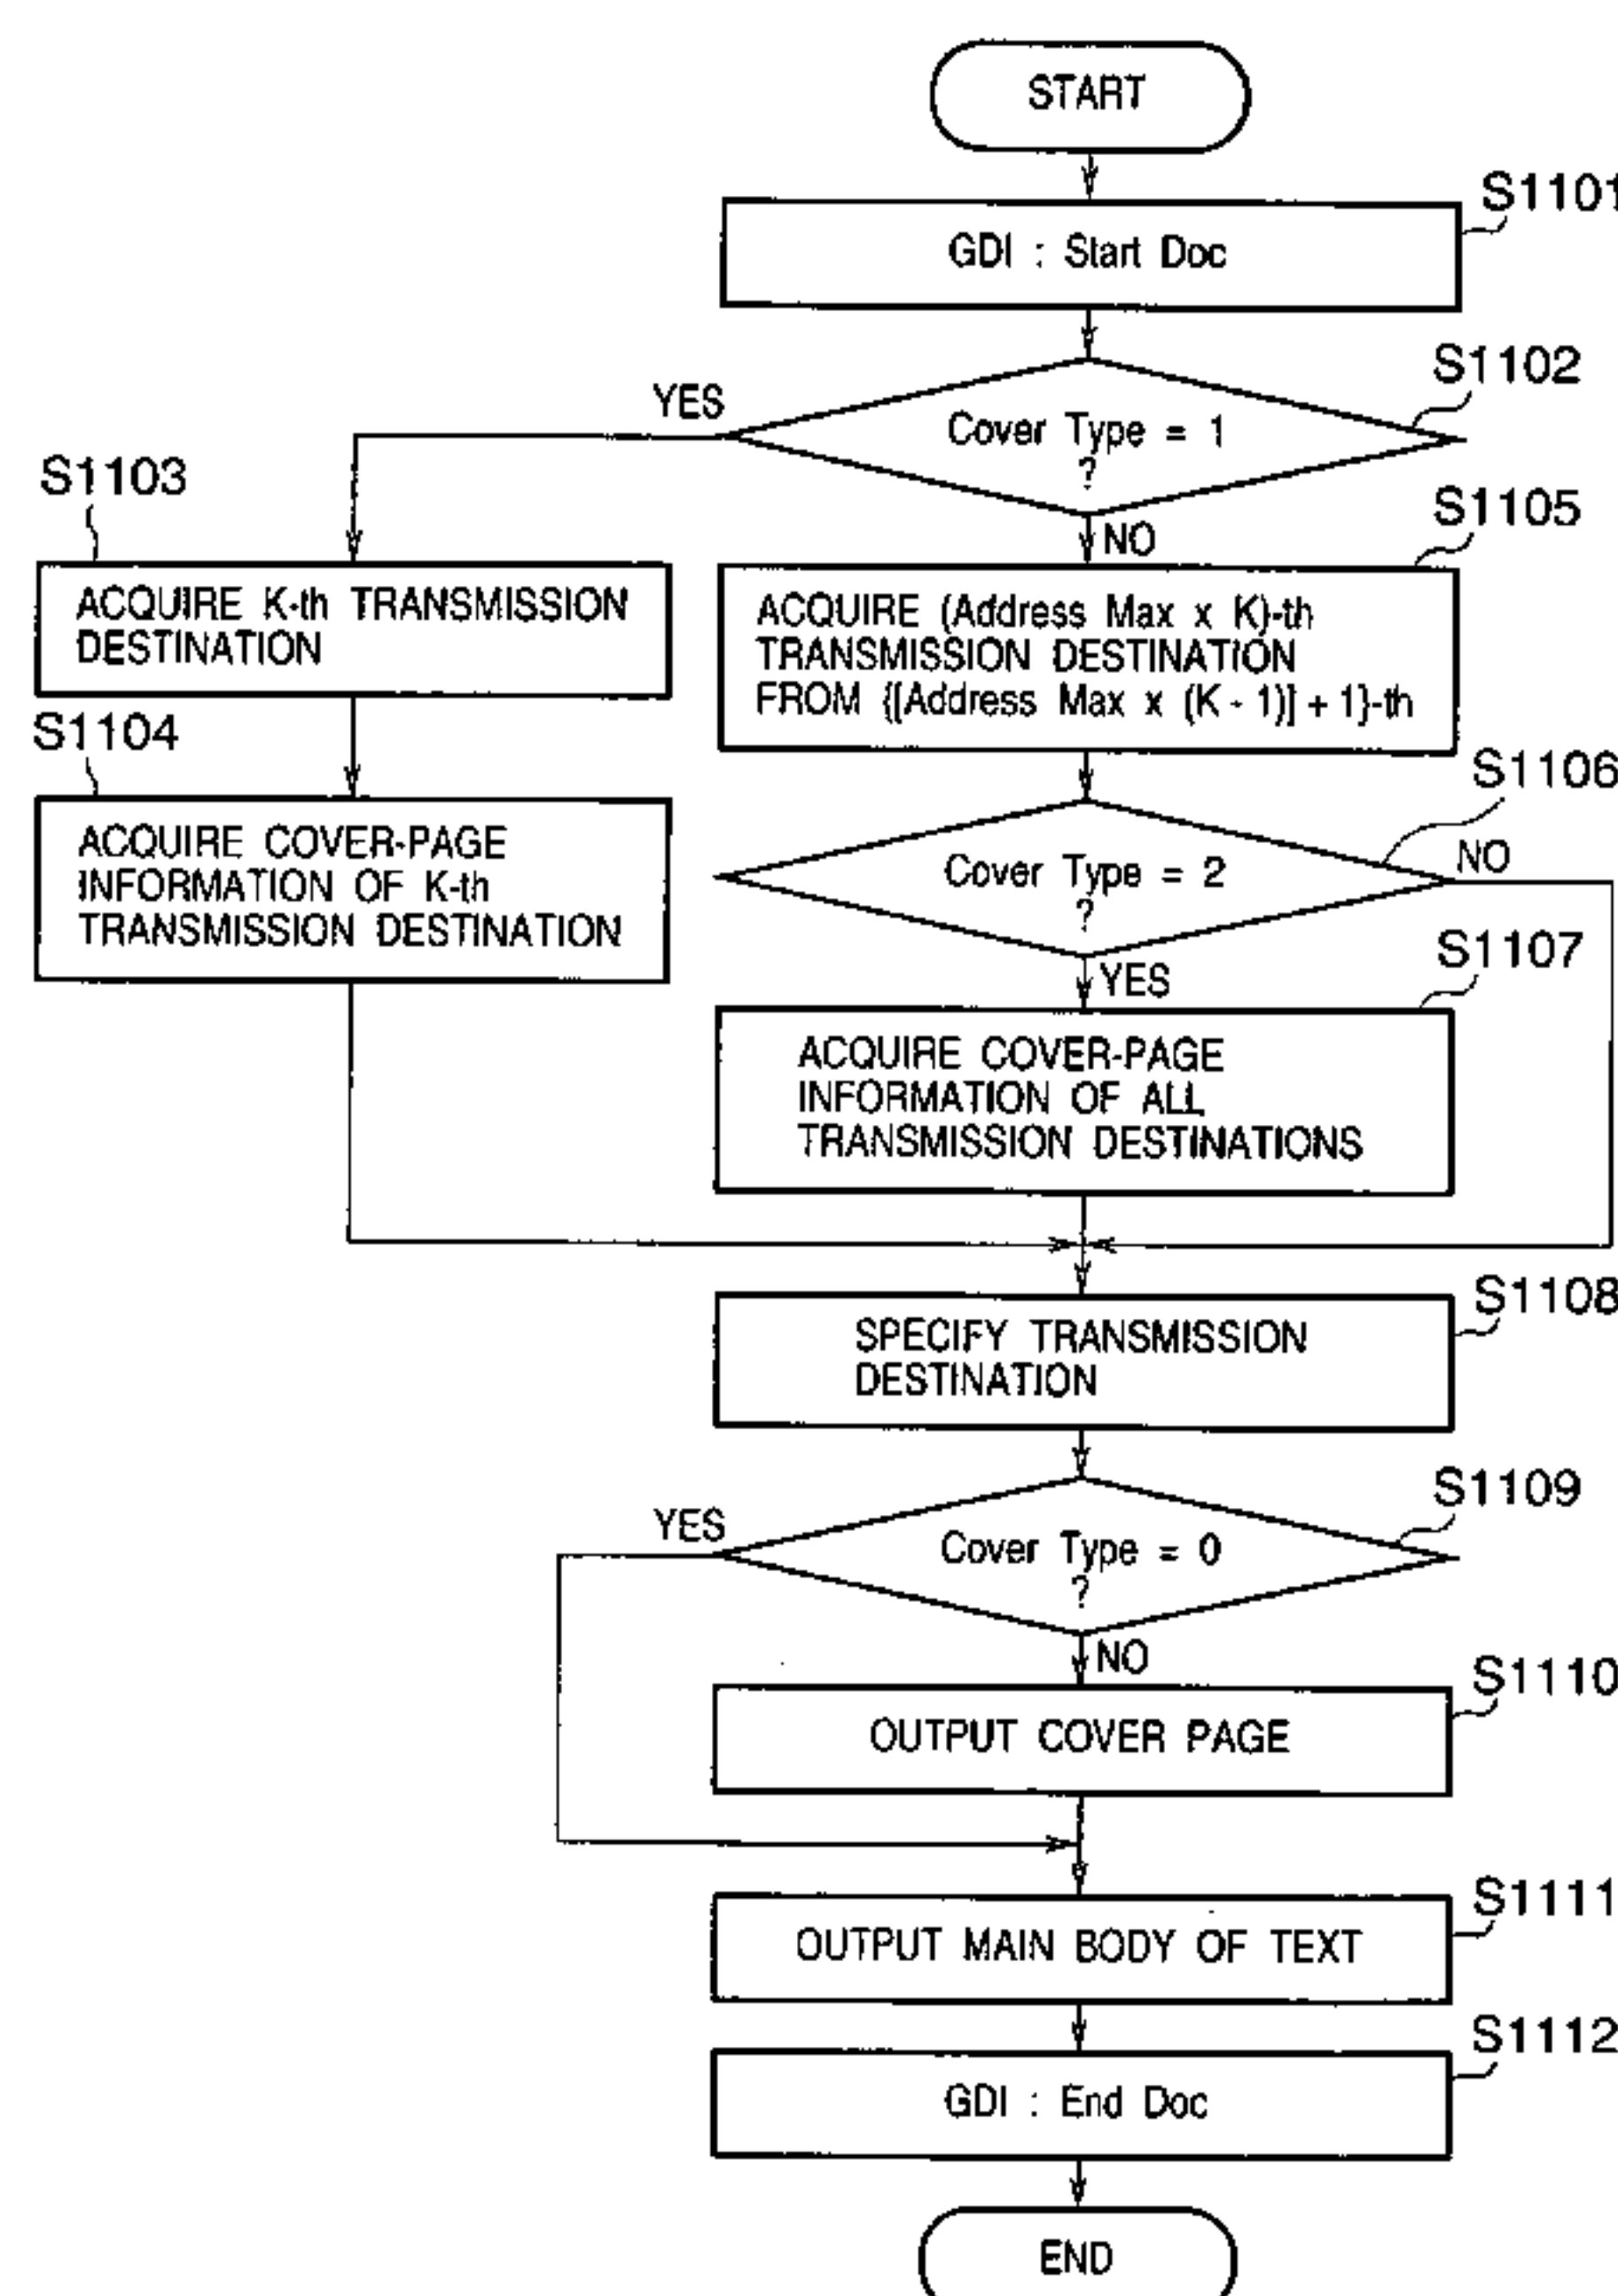 START
S1101
GDI : Start Doc
S1102
YES
Cover Type = 1
?
S1103
S1105
NO
ACQUIRE K-th TRANSMISSION
DESTINATION
ACQUIRE (Address Max x K)-th
TRANSMISSION DESTINATION
FROM {[Address Max x (K - 1)] + 1}-th
S1104
S1106
ACQUIRE COVER-PAGE
INFORMATION OF K-th
TRANSMISSION DESTINATION
NO
Cover Type = 2
?
S1107
YES
ACQUIRE COVER-PAGE
INFORMATION OF ALL
TRANSMISSION DESTINATIONS
S1108
SPECIFY TRANSMISSION
DESTINATION
S1109
YES
Cover Type = 0
?
NO
S1110
OUTPUT COVER PAGE
S1111
OUTPUT MAIN BODY OF TEXT
S1112
GDI : End Doc
END